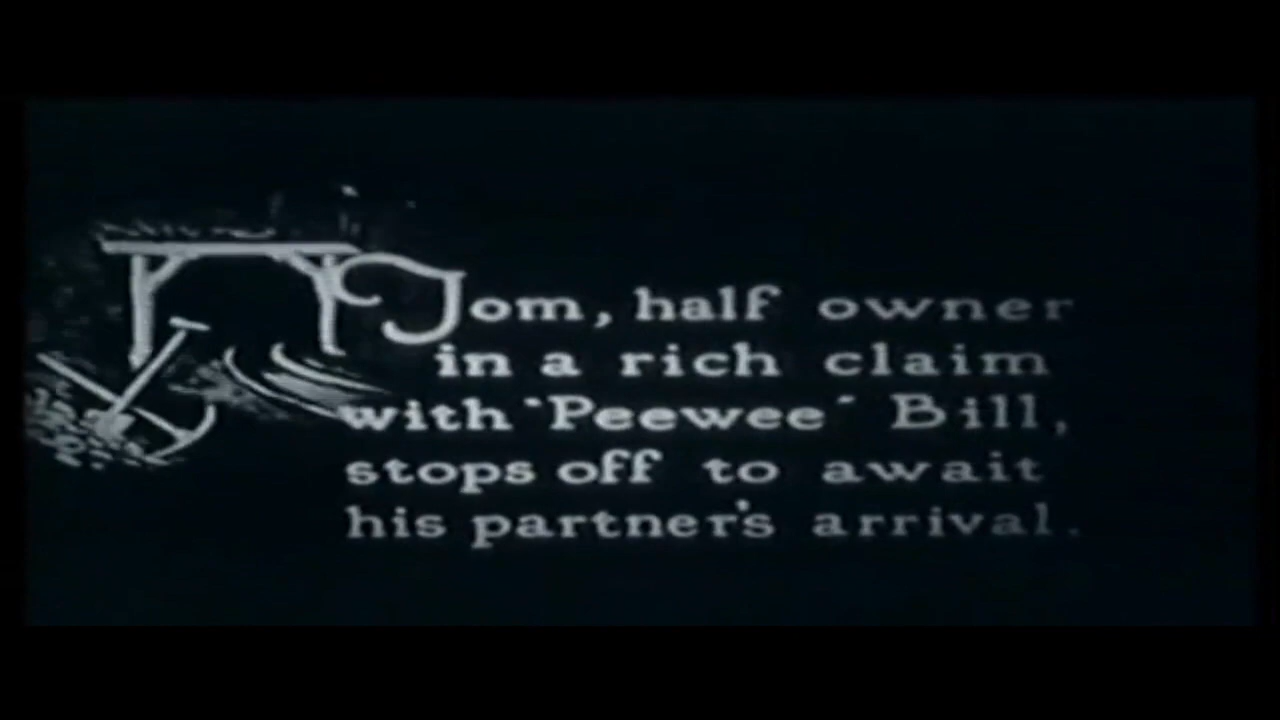 Tom, half owner
in a rich claim
with "Peewee" Bill,
stops off to await
his partner's arrival.